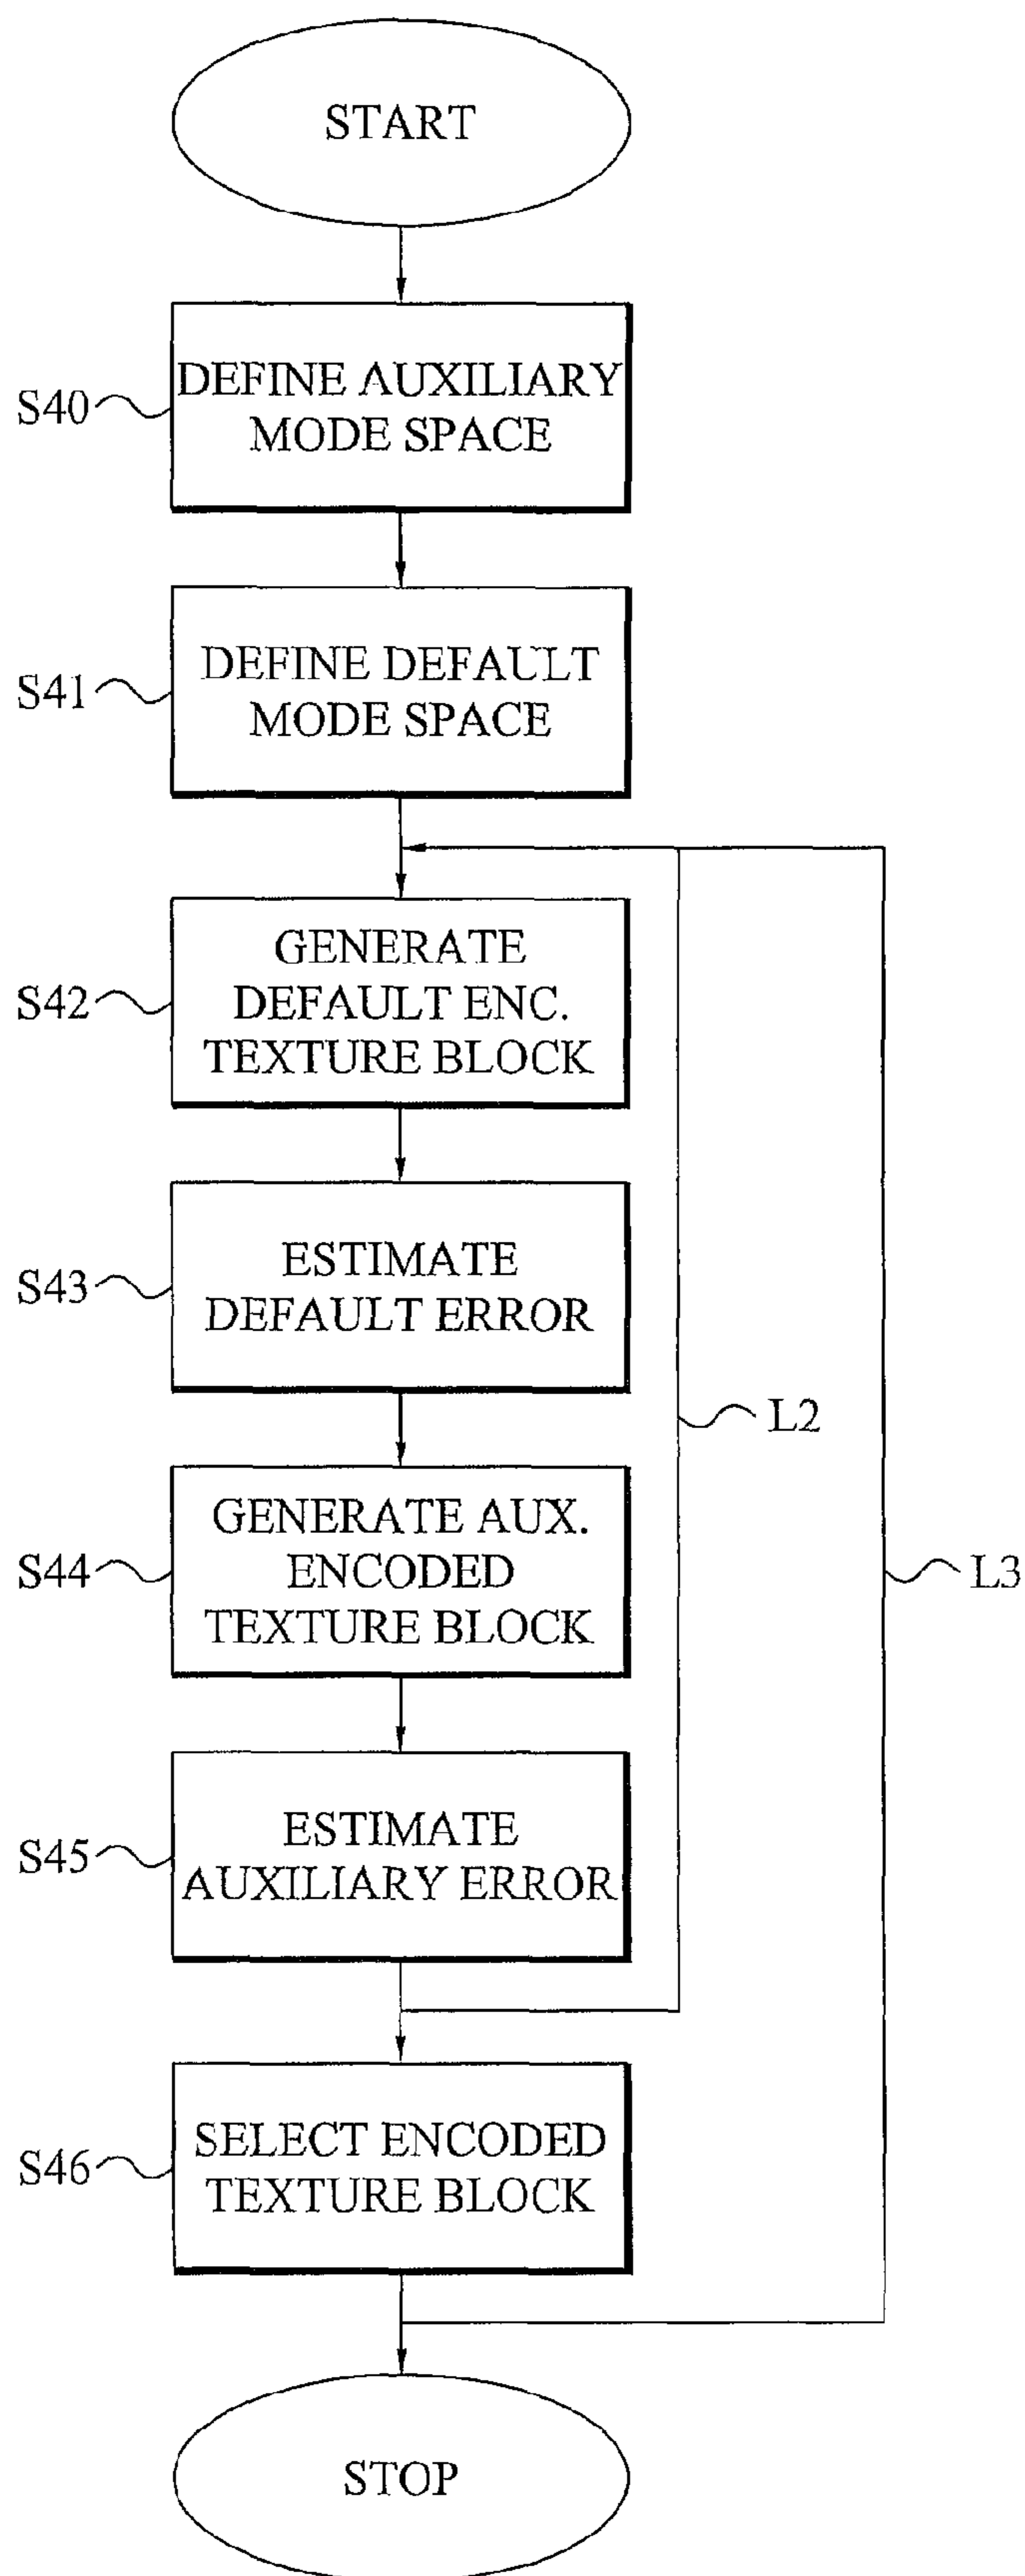 START
S40
DEFINE AUXILIARY
MODE SPACE
S41
DEFINE DEFAULT
MODE SPACE
S42
GENERATE
DEFAULT ENC.
TEXTURE BLOCK
S43
ESTIMATE
DEFAULT ERROR
L2
S44
GENERATE AUX.
ENCODED
TEXTURE BLOCK
L3
S45
ESTIMATE
AUXILIARY ERROR
S46
SELECT ENCODED
TEXTURE BLOCK
STOP